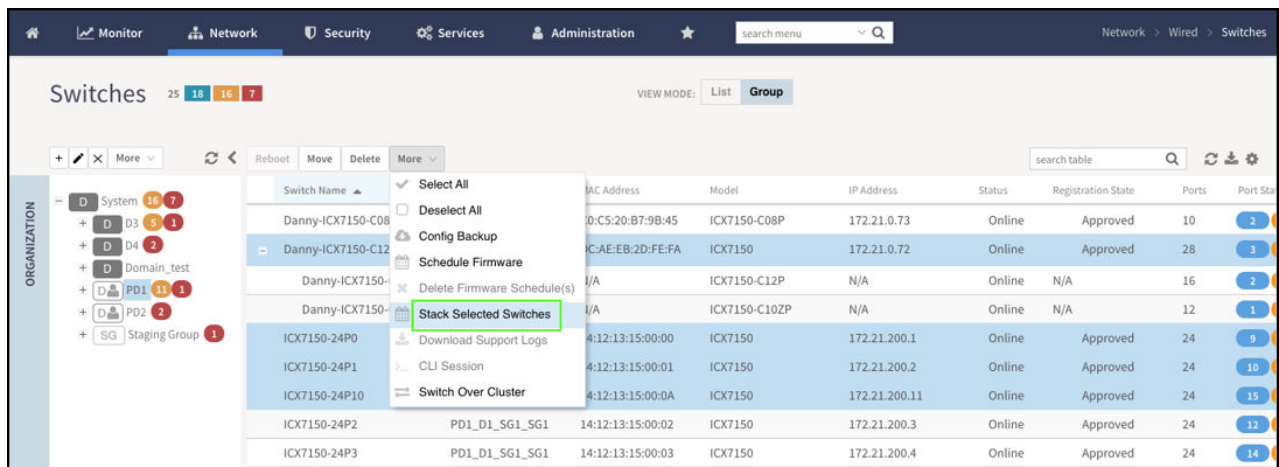 Monitor Network Security Services Administration search menu Network > Wired > Switches
Switches 25 18 16 7 VIEW MODE: List Group
+ More Reboot Move Delete More search table
ORGANIZATION
System 16 7
D D3 5 1
D D4 2
D Domain_test
D PD1 11 1
D PD2 2
SG Staging Group 1
Select All
Deselect All
Config Backup
Schedule Firmware
Delete Firmware Schedule(s)
Stack Selected Switches
Download Support Logs
CLI Session
Switch Over Cluster
Switch Name MAC Address Model IP Address Status Registration State Ports Port Sta
Danny-ICX7150-C08 0:C5:20:B7:9B:45 ICX7150-C08P 172.21.0.73 Online Approved 10 2
Danny-ICX7150-C12 0C:AE:EB:2D:FE:FA ICX7150 172.21.0.72 Online Approved 28 3
Danny-ICX7150- N/A ICX7150-C12P N/A Online N/A 16 2
Danny-ICX7150- N/A ICX7150-C10ZP N/A Online N/A 12 1
ICX7150-24P0 4:12:13:15:00:00 ICX7150 172.21.200.1 Online Approved 24 9
ICX7150-24P1 4:12:13:15:00:01 ICX7150 172.21.200.2 Online Approved 24 10
ICX7150-24P10 4:12:13:15:00:0A ICX7150 172.21.200.11 Online Approved 24 15
ICX7150-24P2 PD1_D1_SG1_SG1 14:12:13:15:00:02 ICX7150 172.21.200.3 Online Approved 24 12
ICX7150-24P3 PD1_D1_SG1_SG1 14:12:13:15:00:03 ICX7150 172.21.200.4 Online Approved 24 14